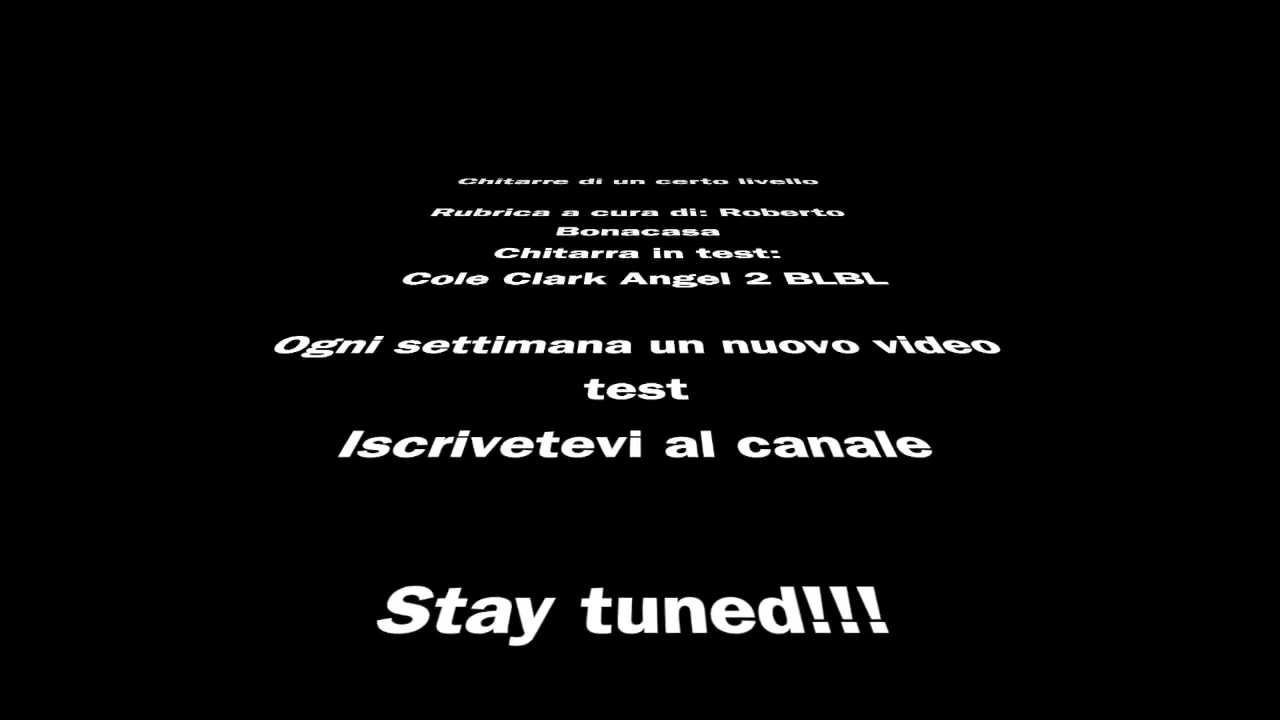 Chitarre di un certo livello
Rubrica a cura di: Roberto
Bonacasa
Chitarra in test:
Cole Clark Angel 2 BLBL
Ogni settimana un nuovo video
test
Iscrivetevi al canale
Stay tuned!!!